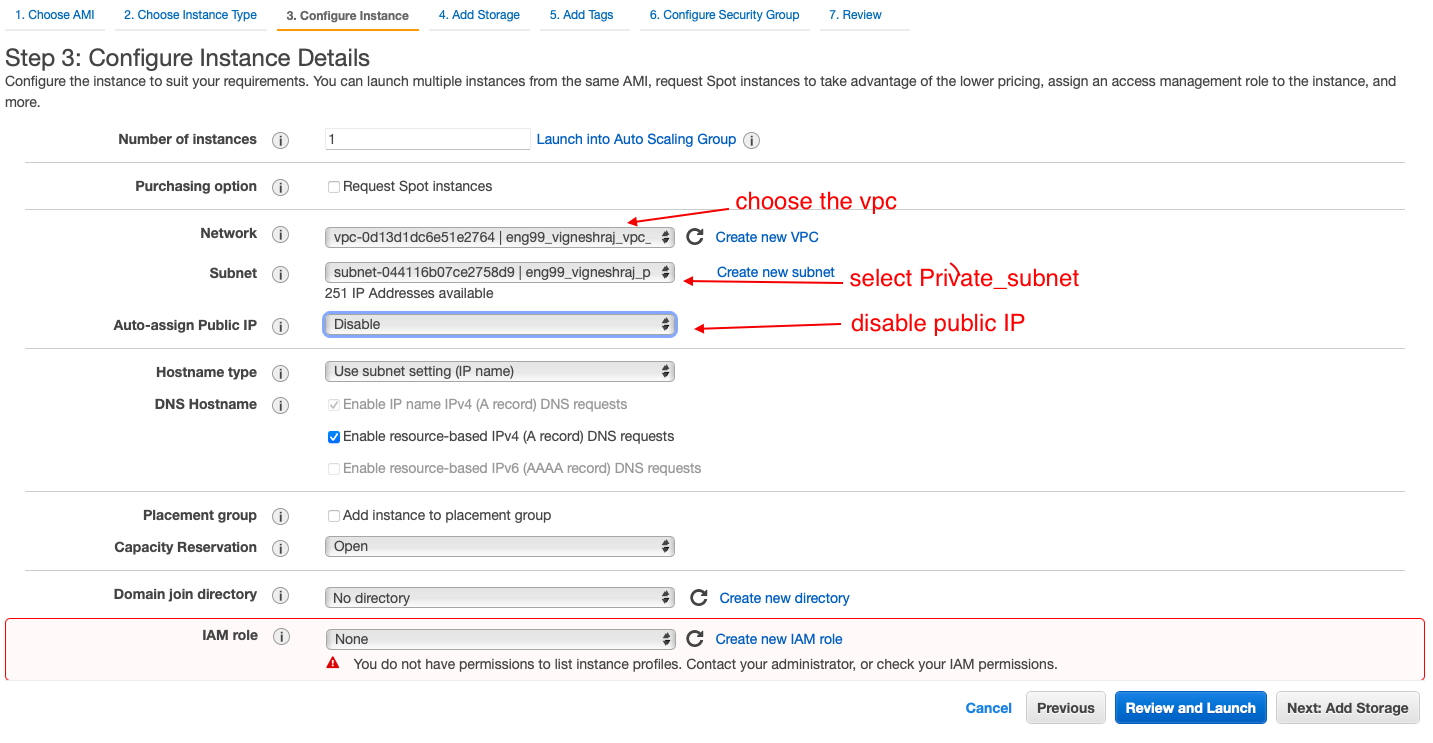 1. Choose AMI 2. Choose Instance Type 3. Configure Instance 4. Add Storage 5. Add Tags 6. Configure Security Group 7. Review
Step 3: Configure Instance Details
Configure the instance to suit your requirements. You can launch multiple instances from the same AMI, request Spot instances to take advantage of the lower pricing, assign an access management role to the instance, and
more.
Number of instances 1 Launch into Auto Scaling Group
Purchasing option Request Spot instances
choose the vpc
Network vpc-0d13d1dc6e51e2764 | eng99_vigneshraj_vpc_ Create new VPC
Subnet subnet-044116b07ce2758d9 | eng99_vigneshraj_p Create new subnet select Private_subnet
251 IP Addresses available
Auto-assign Public IP Disable disable public IP
Hostname type Use subnet setting (IP name)
DNS Hostname Enable IP name IPv4 (A record) DNS requests
Enable resource-based IPv4 (A record) DNS requests
Enable resource-based IPv6 (AAAA record) DNS requests
Placement group Add instance to placement group
Capacity Reservation Open
Domain join directory No directory Create new directory
IAM role None Create new IAM role
You do not have permissions to list instance profiles. Contact your administrator, or check your IAM permissions.
Cancel Previous Review and Launch Next: Add Storage